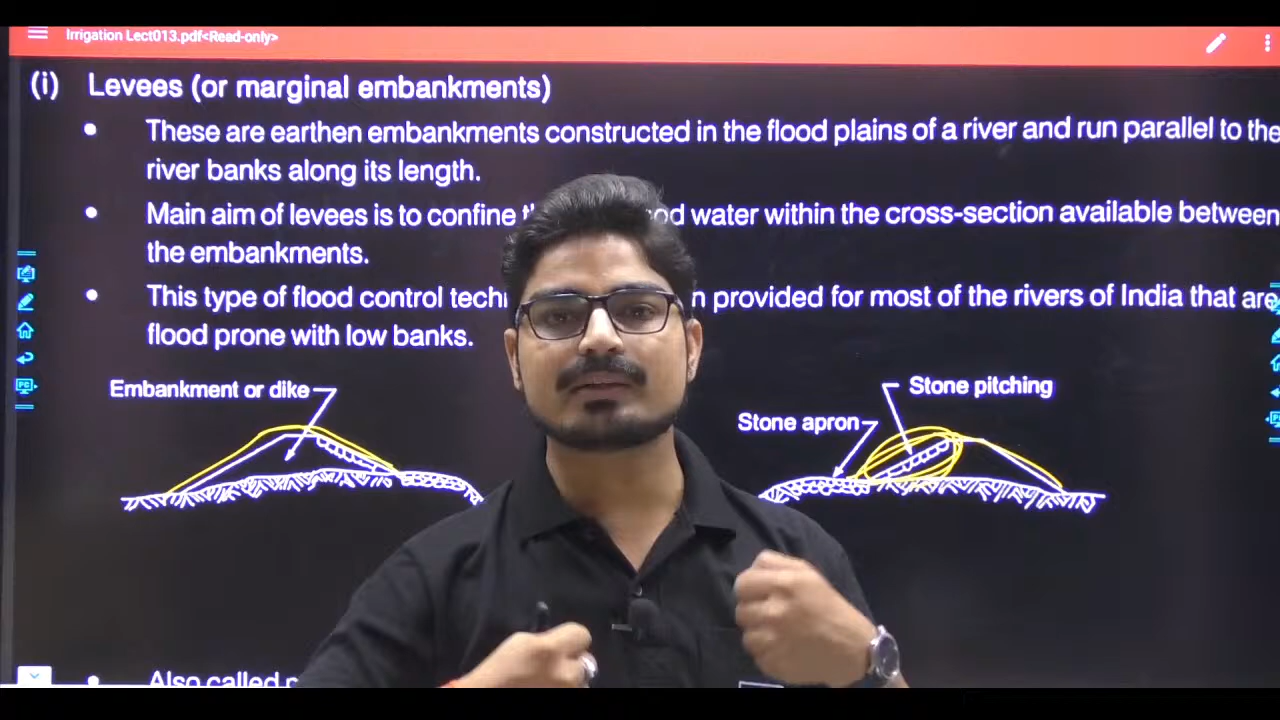 Irrigation Lect013.pdf<Read-only>
(i) Levees (or marginal embankments)
• These are earthen embankments constructed in the flood plains of a river and run parallel to the
river banks along its length.
• Main aim of levees is to confine water within the cross-section available between
the embankments.
• This type of flood control provided for most of the rivers of India that are
flood prone with low banks.
Embankment or dike
Stone pitching
Stone apron
• Also called